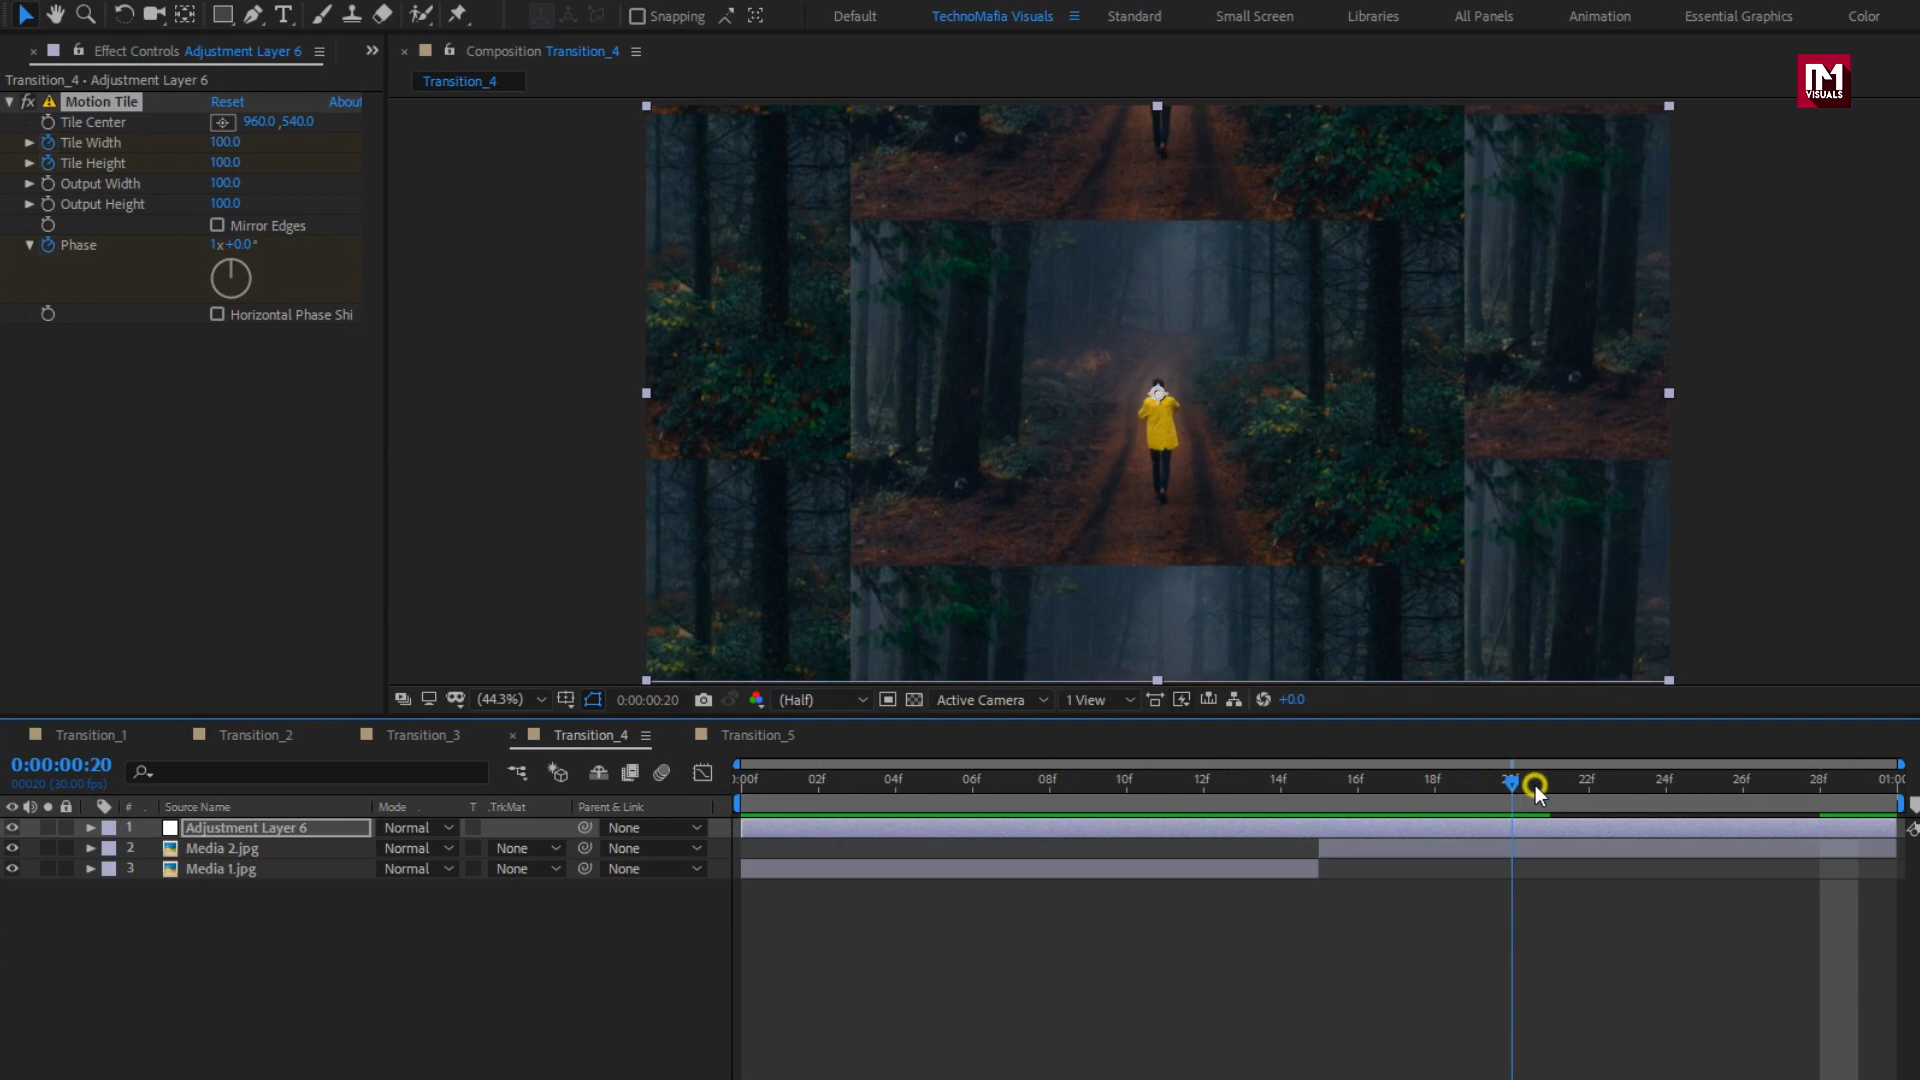 Snapping
Default
TechnoMafia Visuals
Standard
Small Screen
Libraries
All Panels
Animation
Essential Graphics
Color
Effect Controls Adjustment Layer 6
Composition Transition_4
Transition_4 • Adjustment Layer 6
Transition_4
VISUALS
fx Motion Tile Reset About
Tile Center 960.0 ,540.0
Tile Width 100.0
Tile Height 100.0
Output Width 100.0
Output Height 100.0
Mirror Edges
Phase 1x+0.0°
Horizontal Phase Shi
(44.3%) 0:00:00:20 (Half) Active Camera 1 View +0.0
Transition_1 Transition_2 Transition_3 Transition_4 Transition_5
0:00:00:20
00020 (30.00 fps)
:00f 02f 04f 06f 08f 10f 12f 14f 16f 18f 22f 24f 26f 28f 01:0
# Source Name Mode T .TrkMat Parent & Link
1 Adjustment Layer 6 Normal None
2 Media 2.jpg Normal None None
3 Media 1.jpg Normal None None